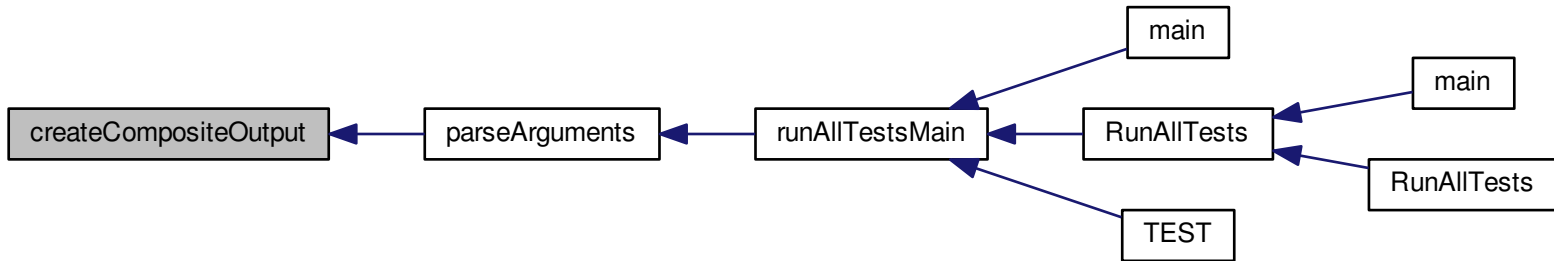 createCompositeOutput
parseArguments
runAllTestsMain
main
RunAllTests
TEST
main
RunAllTests